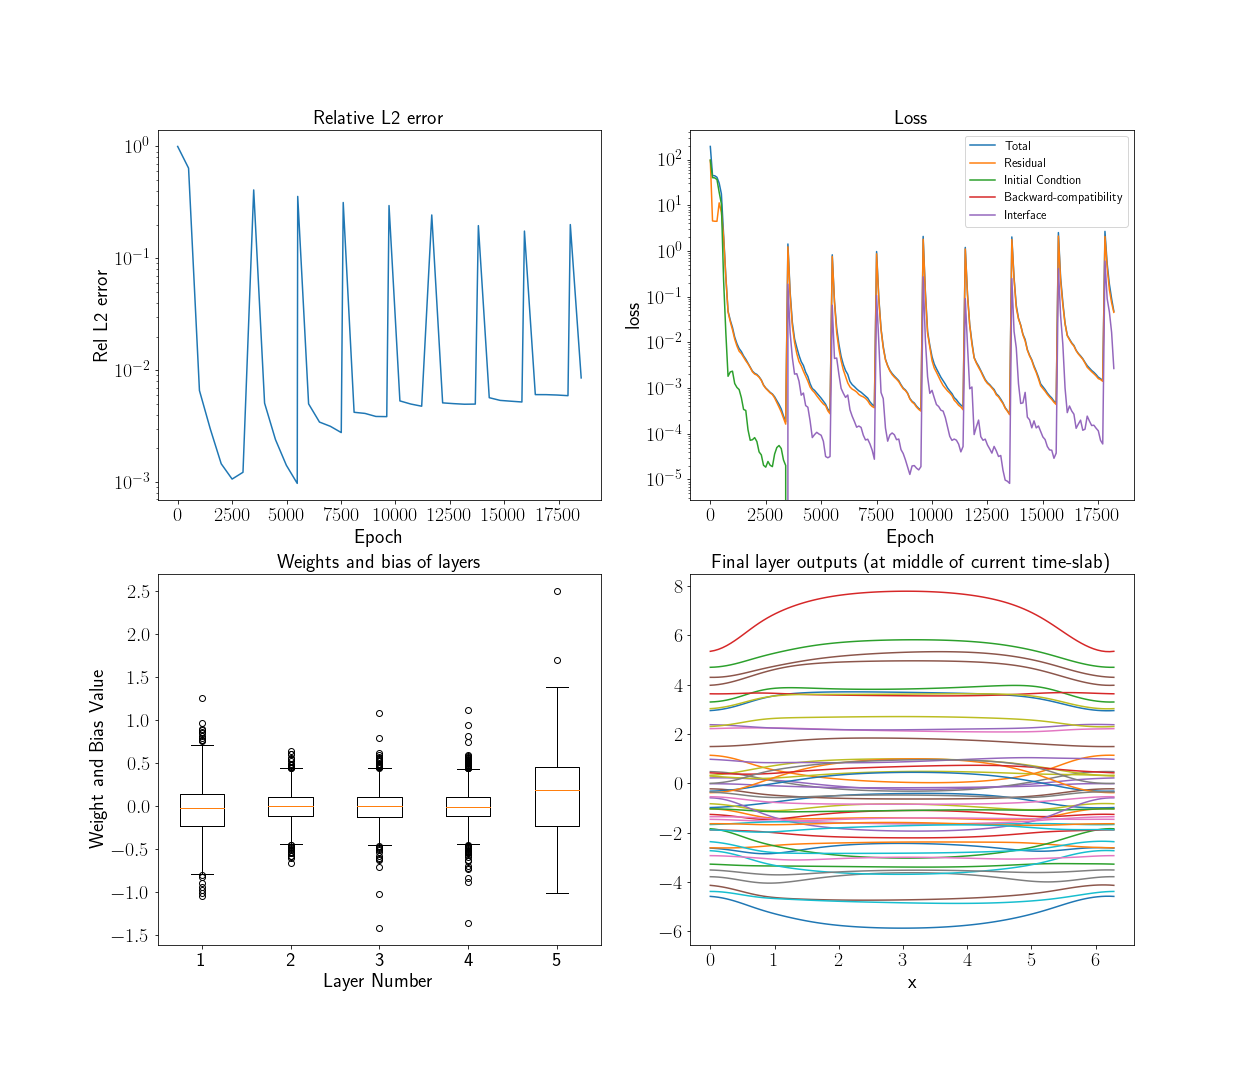 Relative L2 error
10^0
10^-1
10^-2
10^-3
Rel L2 error
0 2500 5000 7500 10000 12500 15000 17500
Epoch
Loss
10^2
10^1
10^0
10^-1
10^-2
10^-3
10^-4
10^-5
loss
Total
Residual
Initial Condtion
Backward-compatibility
Interface
0 2500 5000 7500 10000 12500 15000 17500
Epoch
Weights and bias of layers
2.5
2.0
1.5
1.0
0.5
0.0
−0.5
−1.0
−1.5
Weight and Bias Value
1 2 3 4 5
Layer Number
Final layer outputs (at middle of current time-slab)
8
6
4
2
0
−2
−4
−6
0 1 2 3 4 5 6
x